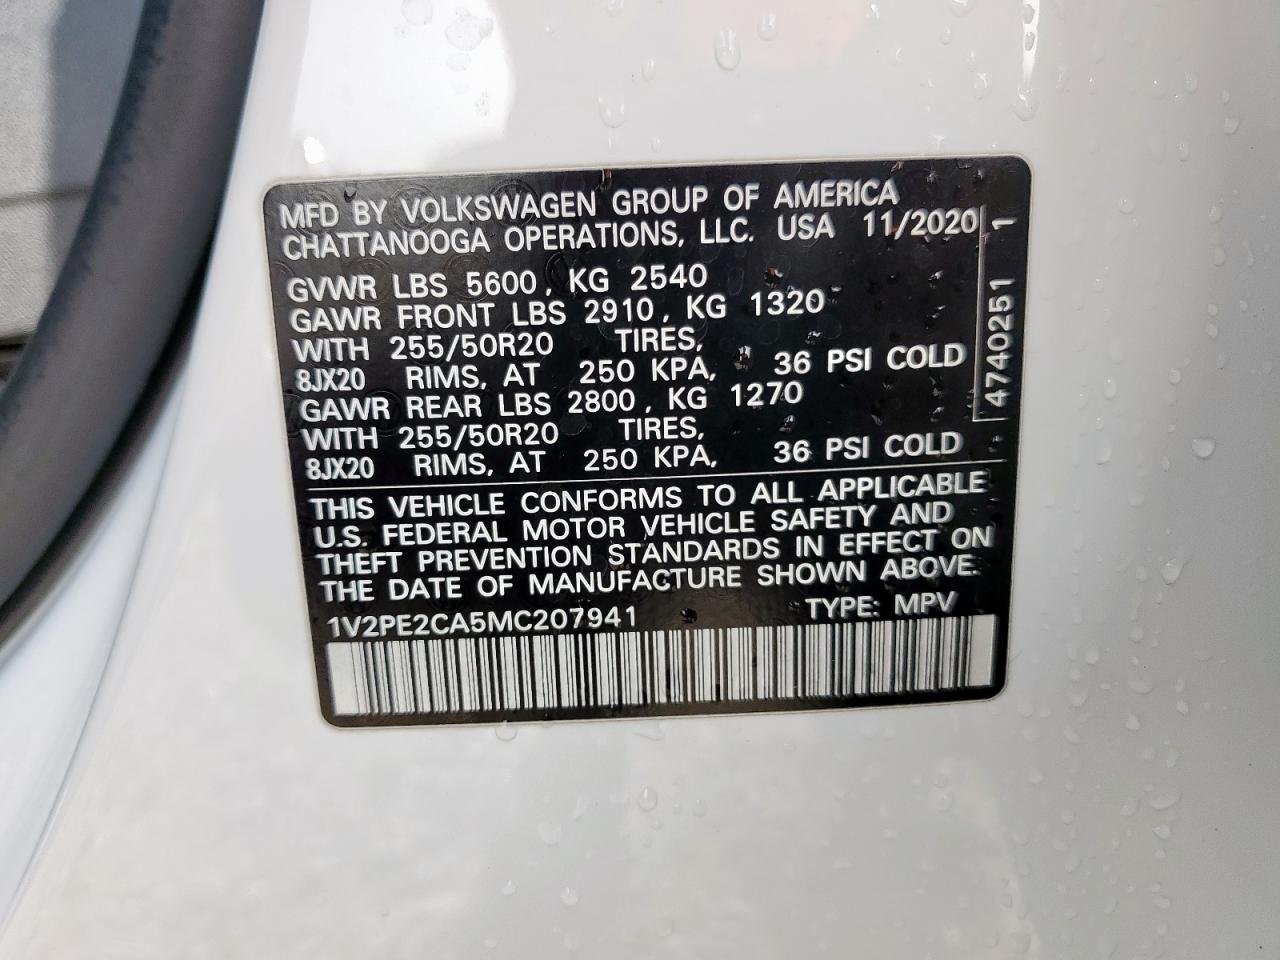 MFD BY VOLKSWAGEN GROUP OF AMERICA
CHATTANOOGA OPERATIONS, LLC. USA 11/2020
GVWR LBS 5600, KG 2540
GAWR FRONT LBS 2910, KG 1320
WITH 255/50R20 TIRES,
8JX20 RIMS, AT 250 KPA, 36 PSI COLD
GAWR REAR LBS 2800, KG 1270
WITH 255/50R20 TIRES,
8JX20 RIMS, AT 250 KPA, 36 PSI COLD
THIS VEHICLE CONFORMS TO ALL APPLICABLE
U.S. FEDERAL MOTOR VEHICLE SAFETY AND
THEFT PREVENTION STANDARDS IN EFFECT ON
THE DATE OF MANUFACTURE SHOWN ABOVE.
1V2PE2CA5MC207941 TYPE: MPV
4740251 1